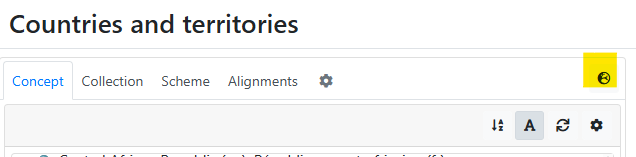 Countries and territories
Concept Collection Scheme Alignments
A